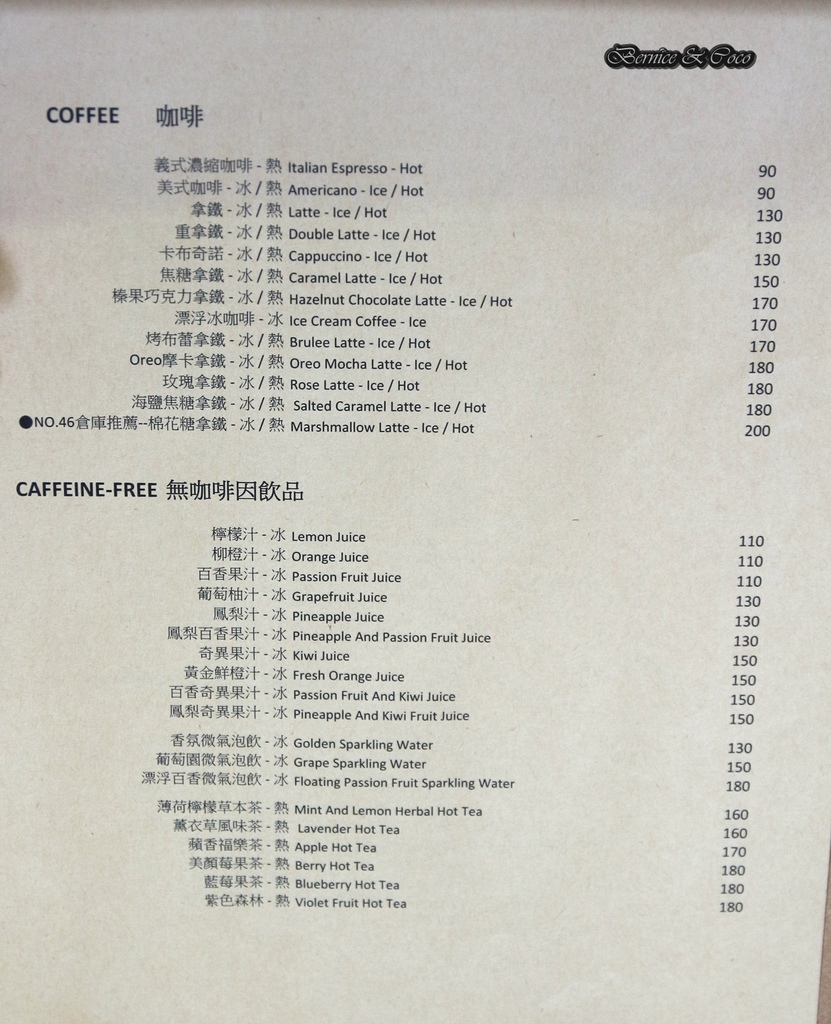 Bernice & Coco
COFFEE 咖啡
義式濃縮咖啡 - 熱 Italian Espresso - Hot 90
美式咖啡 - 冰 / 熱 Americano - Ice / Hot 90
拿鐵 - 冰 / 熱 Latte - Ice / Hot 130
重拿鐵 - 冰 / 熱 Double Latte - Ice / Hot 130
卡布奇諾 - 冰 / 熱 Cappuccino - Ice / Hot 130
焦糖拿鐵 - 冰 / 熱 Caramel Latte - Ice / Hot 150
榛果巧克力拿鐵 - 冰 / 熱 Hazelnut Chocolate Latte - Ice / Hot 170
漂浮冰咖啡 - 冰 Ice Cream Coffee - Ice 170
烤布蕾拿鐵 - 冰 / 熱 Brulee Latte - Ice / Hot 170
Oreo摩卡拿鐵 - 冰 / 熱 Oreo Mocha Latte - Ice / Hot 180
玫瑰拿鐵 - 冰 / 熱 Rose Latte - Ice / Hot 180
海鹽焦糖拿鐵 - 冰 / 熱 Salted Caramel Latte - Ice / Hot 180
●NO.46倉庫推薦--棉花糖拿鐵 - 冰 / 熱 Marshmallow Latte - Ice / Hot 200
CAFFEINE-FREE 無咖啡因飲品
檸檬汁 - 冰 Lemon Juice 110
柳橙汁 - 冰 Orange Juice 110
百香果汁 - 冰 Passion Fruit Juice 110
葡萄柚汁 - 冰 Grapefruit Juice 130
鳳梨汁 - 冰 Pineapple Juice 130
鳳梨百香果汁 - 冰 Pineapple And Passion Fruit Juice 130
奇異果汁 - 冰 Kiwi Juice 150
黃金鮮橙汁 - 冰 Fresh Orange Juice 150
百香奇異果汁 - 冰 Passion Fruit And Kiwi Juice 150
鳳梨奇異果汁 - 冰 Pineapple And Kiwi Fruit Juice 150
香氛微氣泡飲 - 冰 Golden Sparkling Water 130
葡萄園微氣泡飲 - 冰 Grape Sparkling Water 150
漂浮百香微氣泡飲 - 冰 Floating Passion Fruit Sparkling Water 180
薄荷檸檬草本茶 - 熱 Mint And Lemon Herbal Hot Tea 160
薰衣草風味茶 - 熱 Lavender Hot Tea 160
蘋香福樂茶 - 熱 Apple Hot Tea 170
美顏莓果茶 - 熱 Berry Hot Tea 180
藍莓果茶 - 熱 Blueberry Hot Tea 180
紫色森林 - 熱 Violet Fruit Hot Tea 180